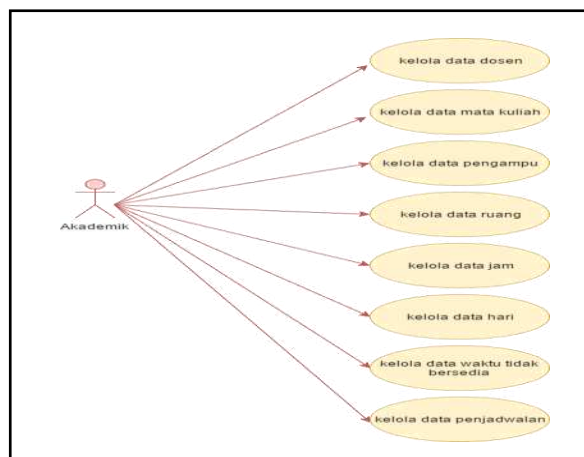 kelola data dosen
kelola data mata kuliah
kelola data pengampu
kelola data ruang
Akademik
kelola data jam
kelola data hari
kelola data waktu tidak
bersedia
kelola data penjadwalan